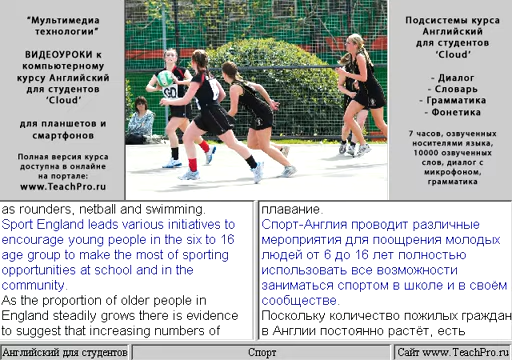 "Мультимедиа
технологии"
ВИДЕОУРОКИ к
компьютерному
курсу Английский
для студентов
'Cloud'
для планшетов и
смартфонов
Полная версия курса
доступна в онлайне
на портале:
www.TeachPro.ru
GD
Подсистемы курса
Английский
для студентов
'Cloud'
- Диалог
- Словарь
- Грамматика
- Фонетика
7 часов, озвученных
носителями языка,
10000 озвученных
слов, диалог с
микрофоном,
грамматика
as rounders, netball and swimming.
Sport England leads various initiatives to
encourage young people in the six to 16
age group to make the most of sporting
opportunities at school and in the
community.
As the proportion of older people in
England steadily grows there is evidence
to suggest that increasing numbers of
плавание.
Спорт-Англия проводит различные
мероприятия для поощрения молодых
людей от 6 до 16 лет полностью
использовать все возможности
заниматься спортом в школе и в своём
сообществе.
Поскольку количество пожилых граждан
в Англии постоянно растёт, есть
Английский для студентов
Спорт
Сайт www.TeachPro.ru